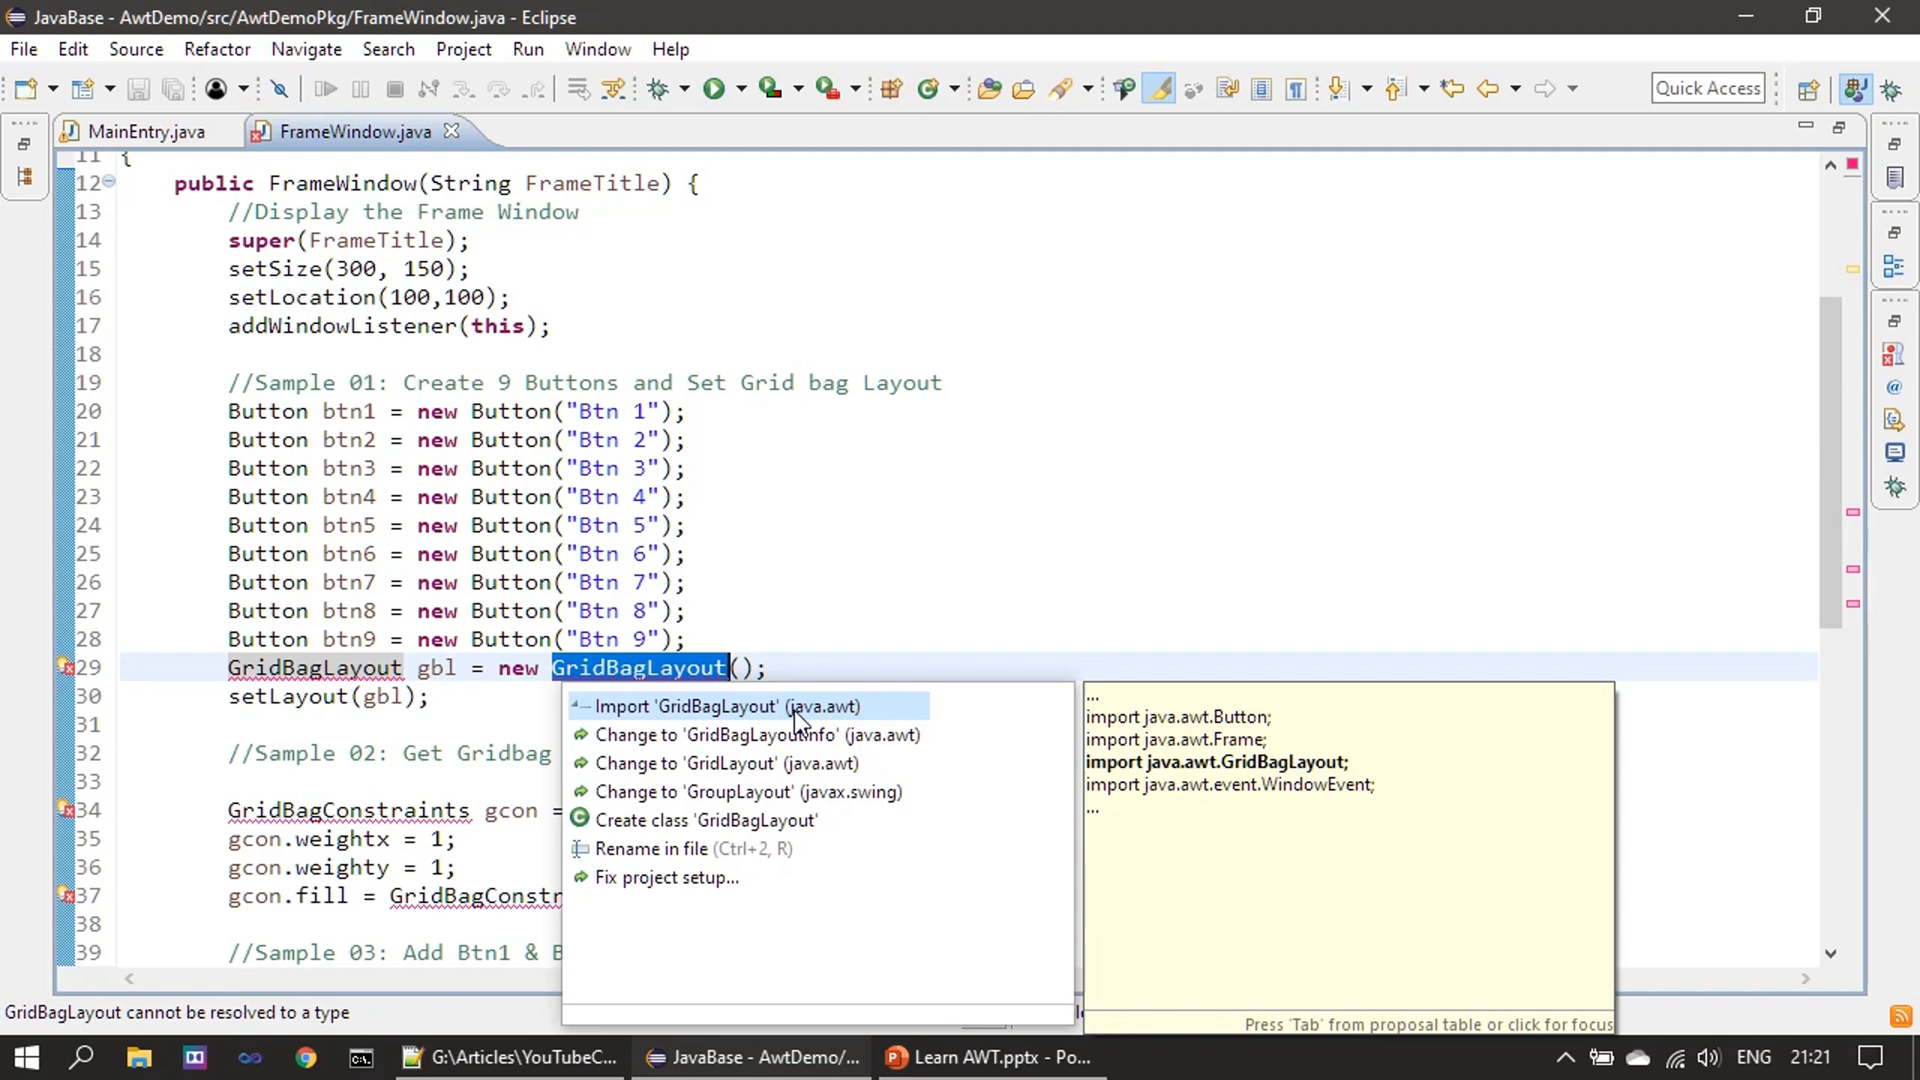 JavaBase - AwtDemo/src/AwtDemoPkg/FrameWindow.java - Eclipse
File Edit Source Refactor Navigate Search Project Run Window Help
Quick Access
MainEntry.java FrameWindow.java
11 {
12 public FrameWindow(String FrameTitle) {
13 //Display the Frame Window
14 super(FrameTitle);
15 setSize(300, 150);
16 setLocation(100,100);
17 addWindowListener(this);
18
19 //Sample 01: Create 9 Buttons and Set Grid bag Layout
20 Button btn1 = new Button("Btn 1");
21 Button btn2 = new Button("Btn 2");
22 Button btn3 = new Button("Btn 3");
23 Button btn4 = new Button("Btn 4");
24 Button btn5 = new Button("Btn 5");
25 Button btn6 = new Button("Btn 6");
26 Button btn7 = new Button("Btn 7");
27 Button btn8 = new Button("Btn 8");
28 Button btn9 = new Button("Btn 9");
29 GridBagLayout gbl = new GridBagLayout();
30 setLayout(gbl);
31
32 //Sample 02: Get Gridbag
33
34 GridBagConstraints gcon =
35 gcon.weightx = 1;
36 gcon.weighty = 1;
37 gcon.fill = GridBagConstr
38
39 //Sample 03: Add Btn1 & B
Import 'GridBagLayout' (java.awt)
Change to 'GridBagLayoutInfo' (java.awt)
Change to 'GridLayout' (java.awt)
Change to 'GroupLayout' (javax.swing)
Create class 'GridBagLayout'
Rename in file (Ctrl+2, R)
Fix project setup...
...
import java.awt.Button;
import java.awt.Frame;
import java.awt.GridBagLayout;
import java.awt.event.WindowEvent;
...
Press 'Tab' from proposal table or click for focus
GridBagLayout cannot be resolved to a type
G:\Articles\YouTubeC... JavaBase - AwtDemo/... Learn AWT.pptx - Po... ENG 21:21